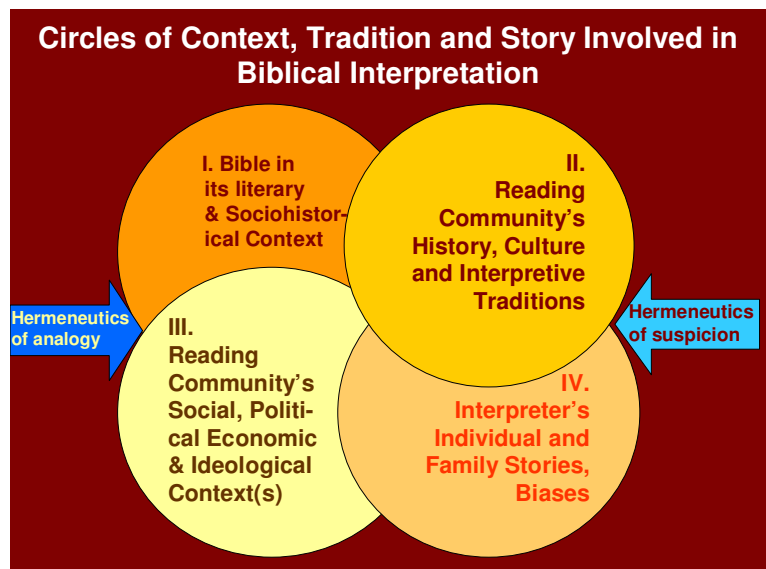 Circles of Context, Tradition and Story Involved in
Biblical Interpretation
I. Bible in
its literary
& Sociohistor-
ical Context
II.
Reading
Community’s
History, Culture
and Interpretive
Traditions
Hermeneutics
of analogy
Hermeneutics
of suspicion
III.
Reading
Community’s
Social, Politi-
cal Economic
& Ideological
Context(s)
IV.
Interpreter’s
Individual and
Family Stories,
Biases